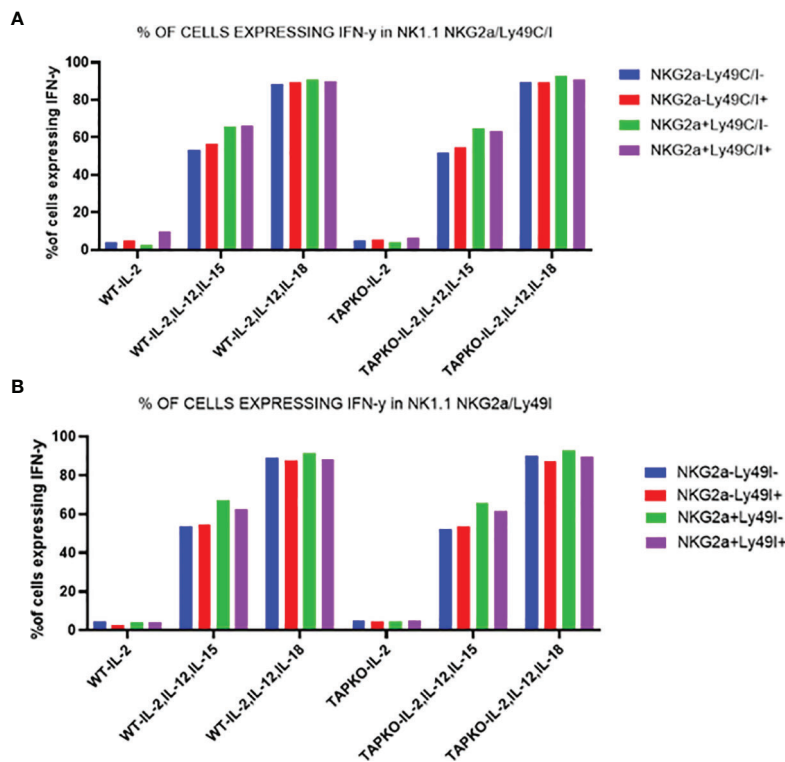 A
% OF CELLS EXPRESSING IFN-y in NK1.1 NKG2a/Ly49C/I
%of cells expressing IFN-y
100
80
60
40
20
0
WT-IL-2
WT-IL-2,IL-12,IL-15
WT-IL-2,IL-12,IL-18
TAPKO-IL-2
TAPKO-IL-2,IL-12,IL-15
TAPKO-IL-2,IL-12,IL-18
NKG2a-Ly49C/I-
NKG2a-Ly49C/I+
NKG2a+Ly49C/I-
NKG2a+Ly49C/I+
B
% OF CELLS EXPRESSING IFN-y in NK1.1 NKG2a/Ly49I
%of cells expressing IFN-y
100
80
60
40
20
0
WT-IL-2
WT-IL-2,IL-12,IL-15
WT-IL-2,IL-12,IL-18
TAPKO-IL-2
TAPKO-IL-2,IL-12,IL-15
TAPKO-IL-2,IL-12,IL-18
NKG2a-Ly49I-
NKG2a-Ly49I+
NKG2a+Ly49I-
NKG2a+Ly49I+